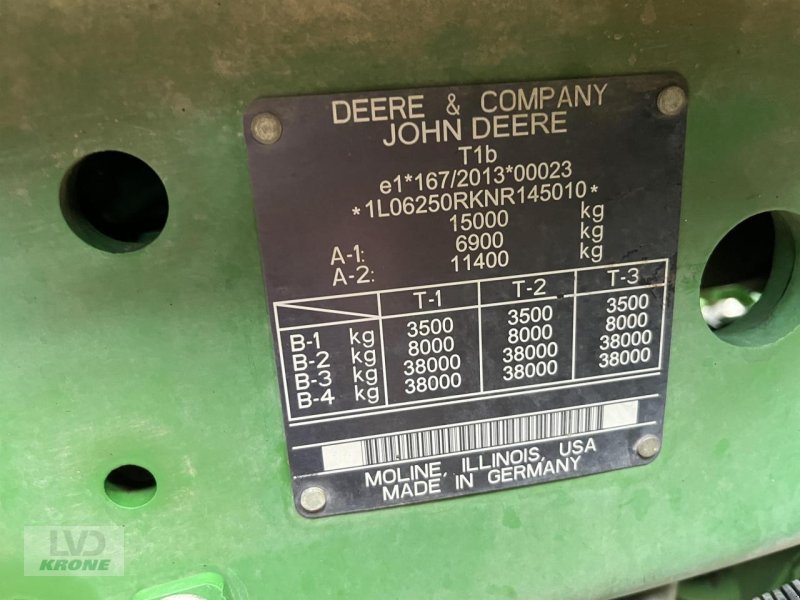 DEERE & COMPANY
JOHN DEERE
T1b
e1*167/2013*00023
*1L06250RKNR145010*
15000 kg
A-1: 6900 kg
A-2: 11400 kg
T-1 T-2 T-3
B-1 kg 3500 3500 3500
B-2 kg 8000 8000 8000
B-3 kg 38000 38000 38000
B-4 kg 38000 38000 38000
MOLINE, ILLINOIS, USA
MADE IN GERMANY
LVD
KRONE